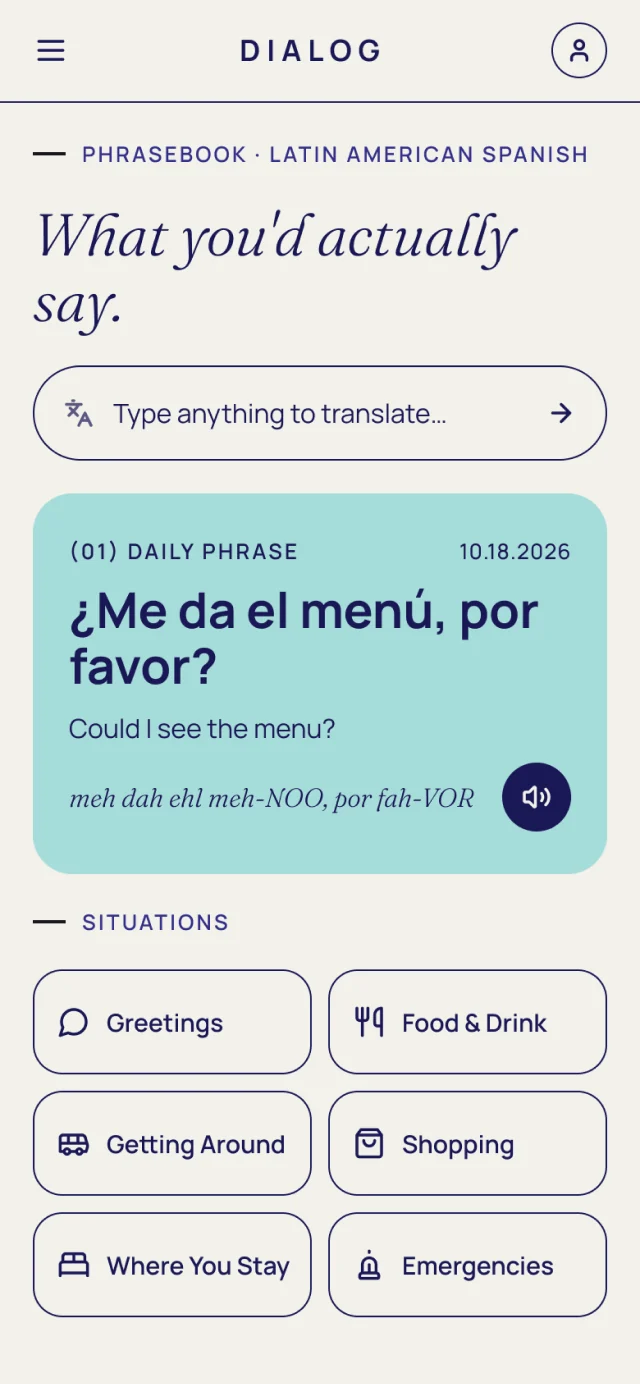 DIALOG
PHRASEBOOK · LATIN AMERICAN SPANISH
What you'd actually
say.
Type anything to translate...
(01) DAILY PHRASE
10.18.2026
¿Me da el menú, por
favor?
Could I see the menu?
meh dah ehl meh-NOO, por fah-VOR
SITUATIONS
Greetings
Food & Drink
Getting Around
Shopping
Where You Stay
Emergencies